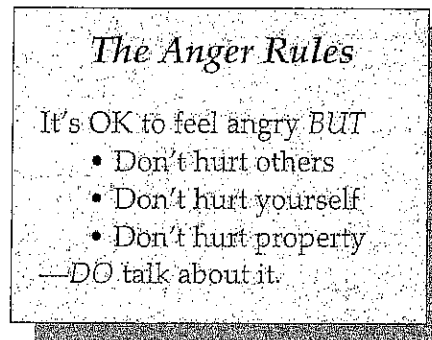 The Anger Rules
It's OK to feel angry BUT
• Don't hurt others
• Don't hurt yourself
• Don't hurt property
—DO talk about it.